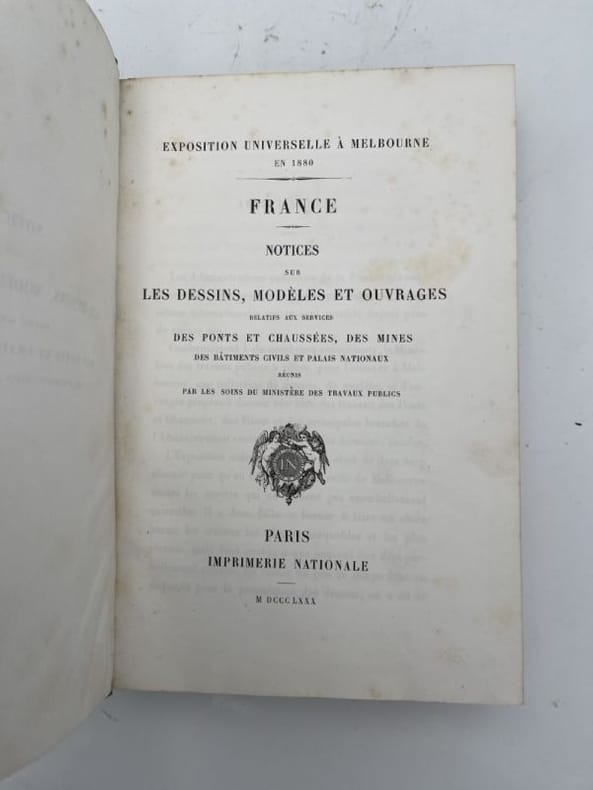 EXPOSITION UNIVERSELLE À MELBOURNE
EN 1880
FRANCE
NOTICES
SUR
LES DESSINS, MODÈLES ET OUVRAGES
RELATIFS AUX SERVICES
DES PONTS ET CHAUSSÉES, DES MINES
DES BÂTIMENTS CIVILS ET PALAIS NATIONAUX
RÉUNIS
PAR LES SOINS DU MINISTÈRE DES TRAVAUX PUBLICS
IN
PARIS
IMPRIMERIE NATIONALE
M DCCCLXXX